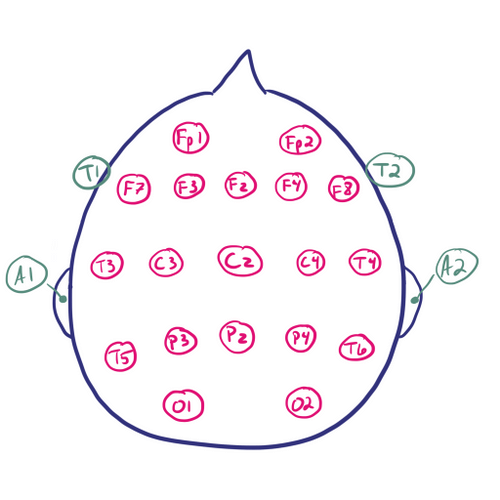 Fp1 Fp2
T1 T2
F7 F3 Fz F4 F8
T3 C3 Cz C4 T4
A1 A2
T5 P3 Pz P4 T6
O1 O2